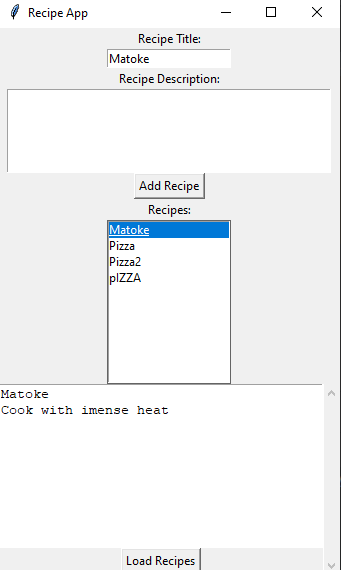 Recipe App
Recipe Title:
Matoke
Recipe Description:
Add Recipe
Recipes:
Matoke
Pizza
Pizza2
pIZZA
Matoke
Cook with imense heat
Load Recipes